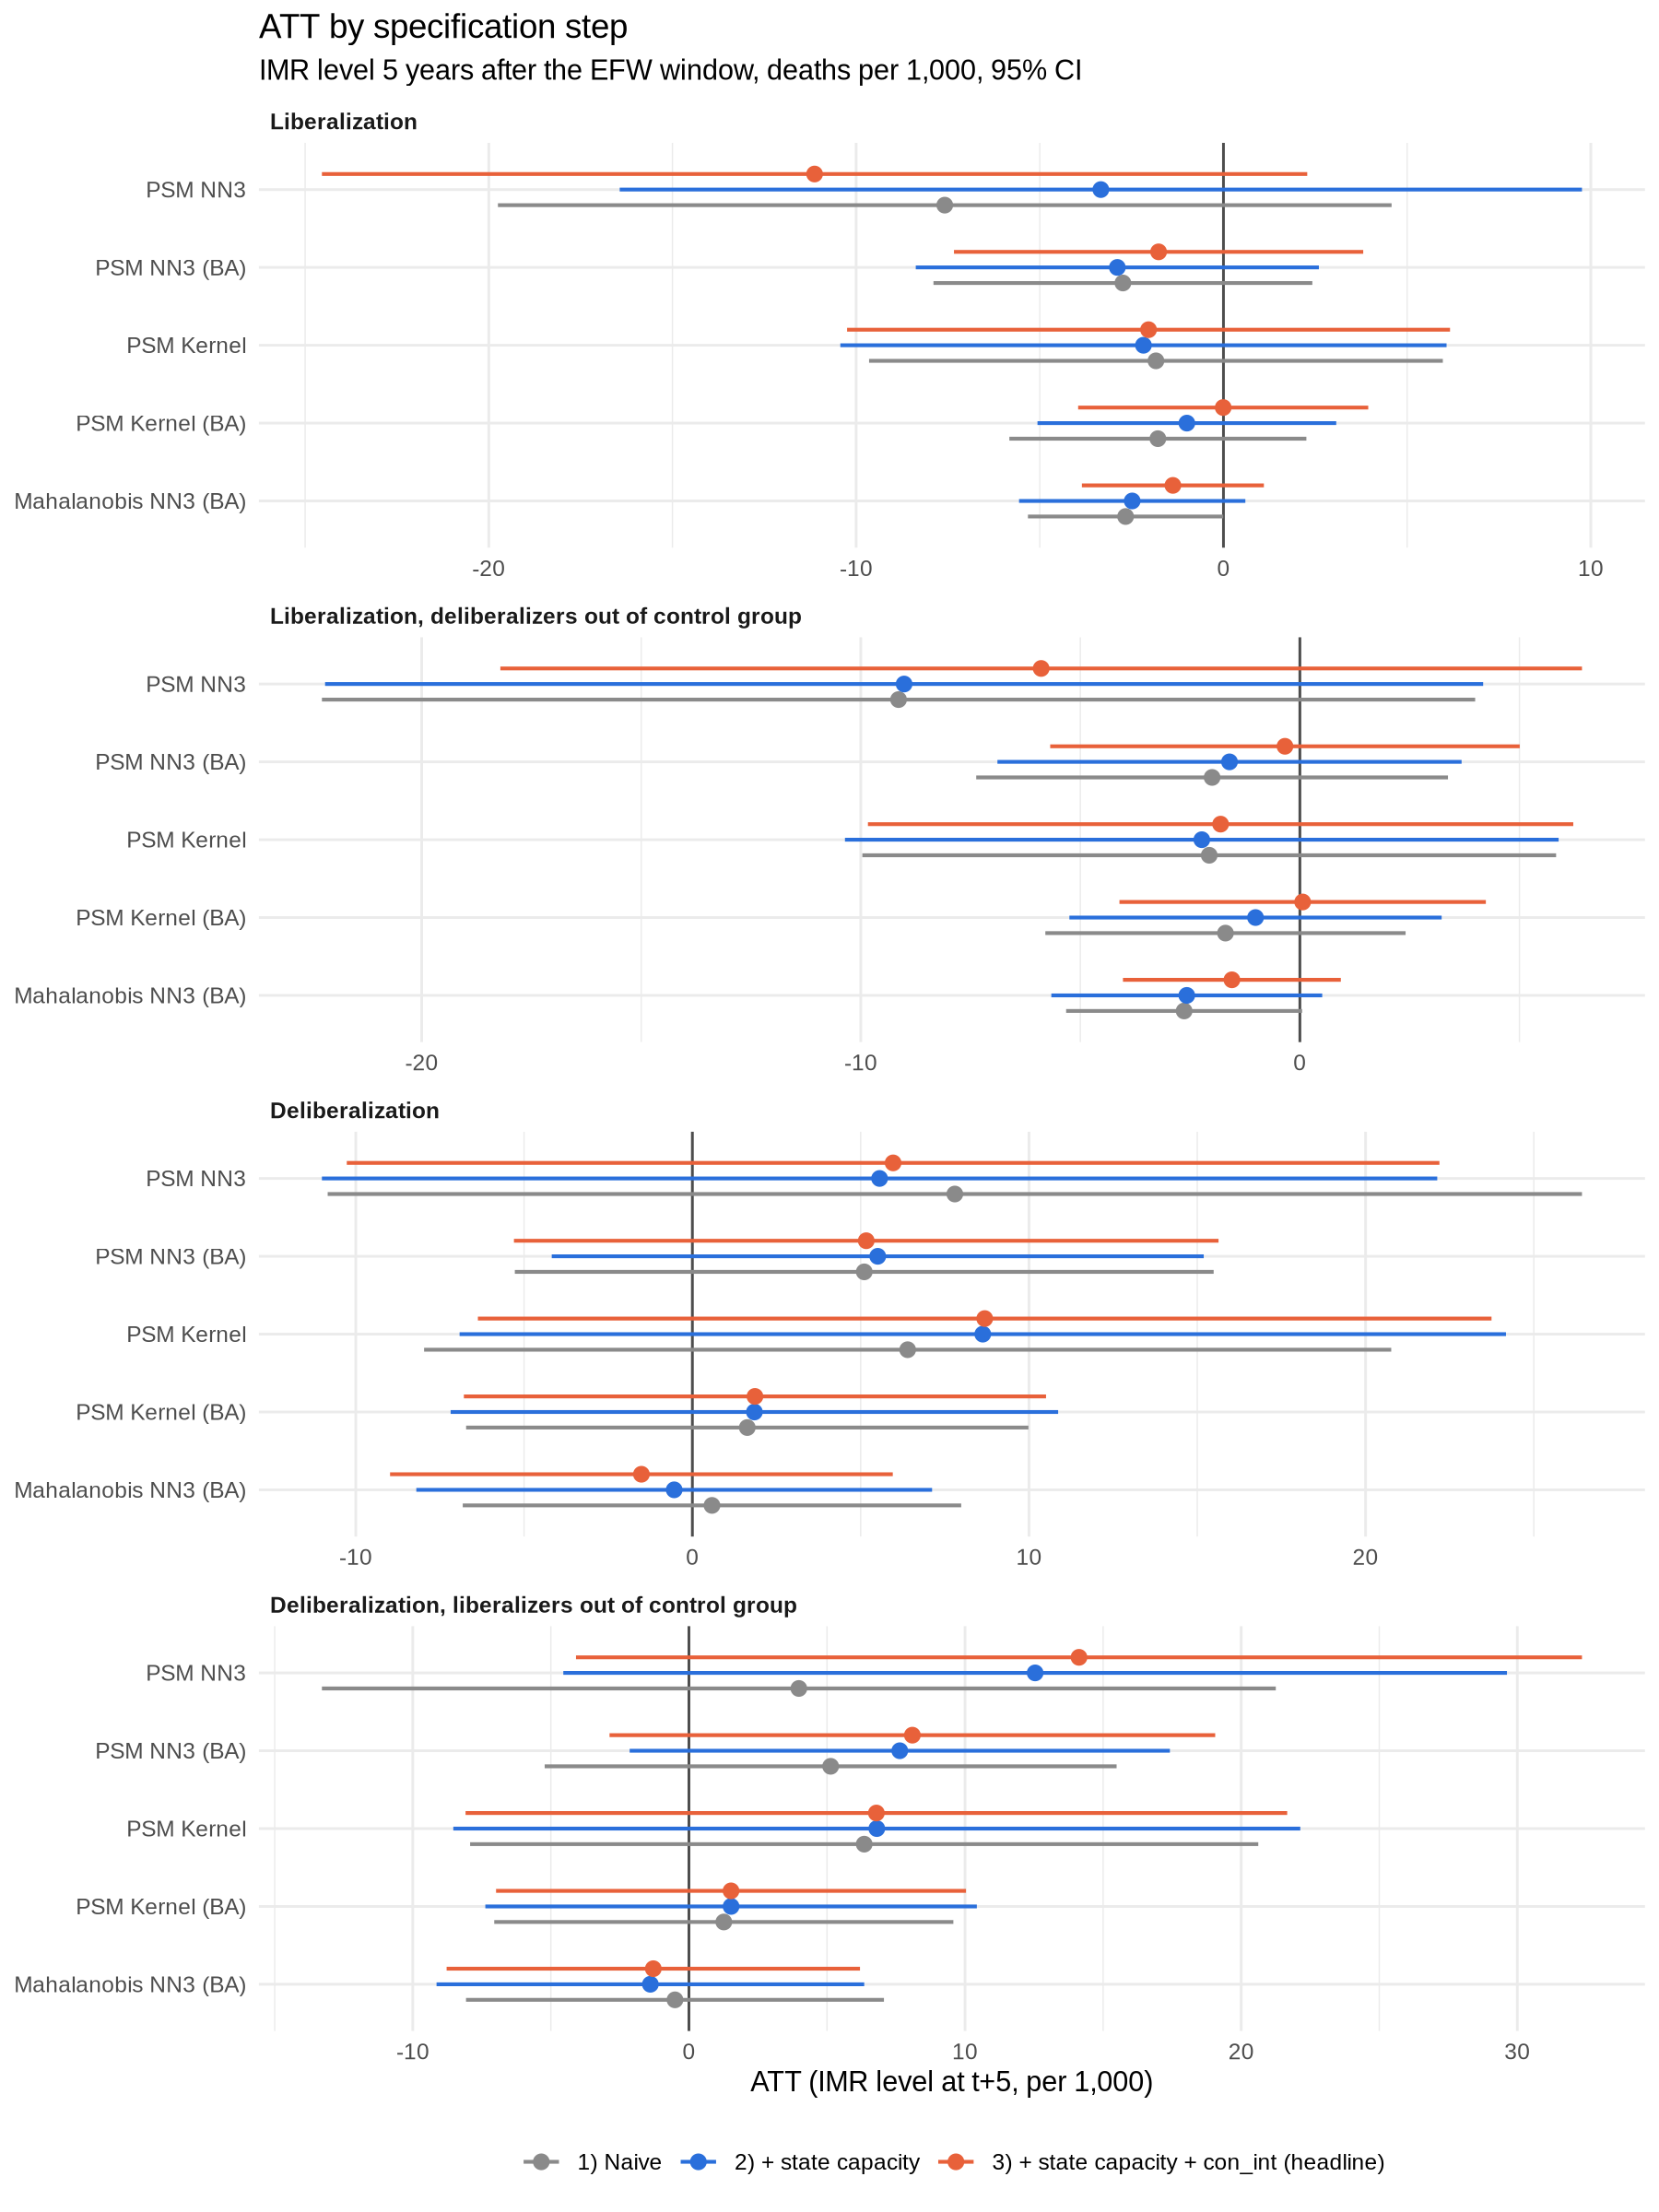 ATT by specification step
IMR level 5 years after the EFW window, deaths per 1,000, 95% CI
Liberalization
PSM NN3
PSM NN3 (BA)
PSM Kernel
PSM Kernel (BA)
Mahalanobis NN3 (BA)
-20 -10 0 10
Liberalization, deliberalizers out of control group
PSM NN3
PSM NN3 (BA)
PSM Kernel
PSM Kernel (BA)
Mahalanobis NN3 (BA)
-20 -10 0
Deliberalization
PSM NN3
PSM NN3 (BA)
PSM Kernel
PSM Kernel (BA)
Mahalanobis NN3 (BA)
-10 0 10 20
Deliberalization, liberalizers out of control group
PSM NN3
PSM NN3 (BA)
PSM Kernel
PSM Kernel (BA)
Mahalanobis NN3 (BA)
-10 0 10 20 30
ATT (IMR level at t+5, per 1,000)
1) Naive 2) + state capacity 3) + state capacity + con_int (headline)